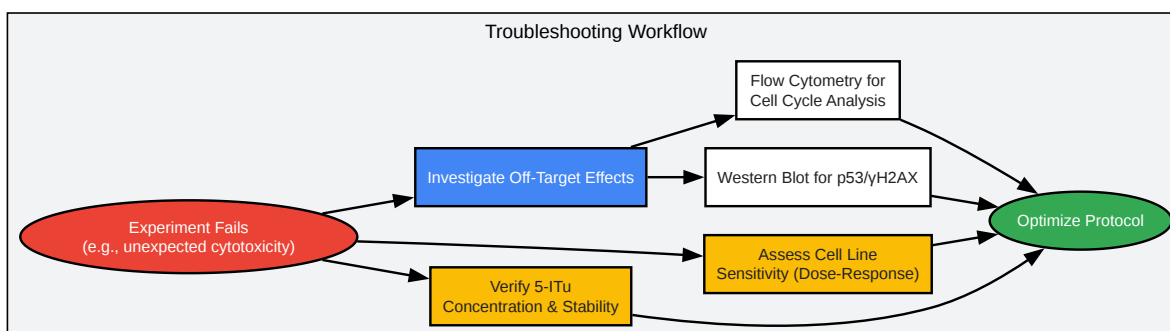 Troubleshooting Workflow
Flow Cytometry for
Cell Cycle Analysis
Investigate Off-Target Effects
Western Blot for p53/γH2AX
Experiment Fails
(e.g., unexpected cytotoxicity)
Optimize Protocol
Assess Cell Line
Sensitivity (Dose-Response)
Verify 5-ITu
Concentration & Stability